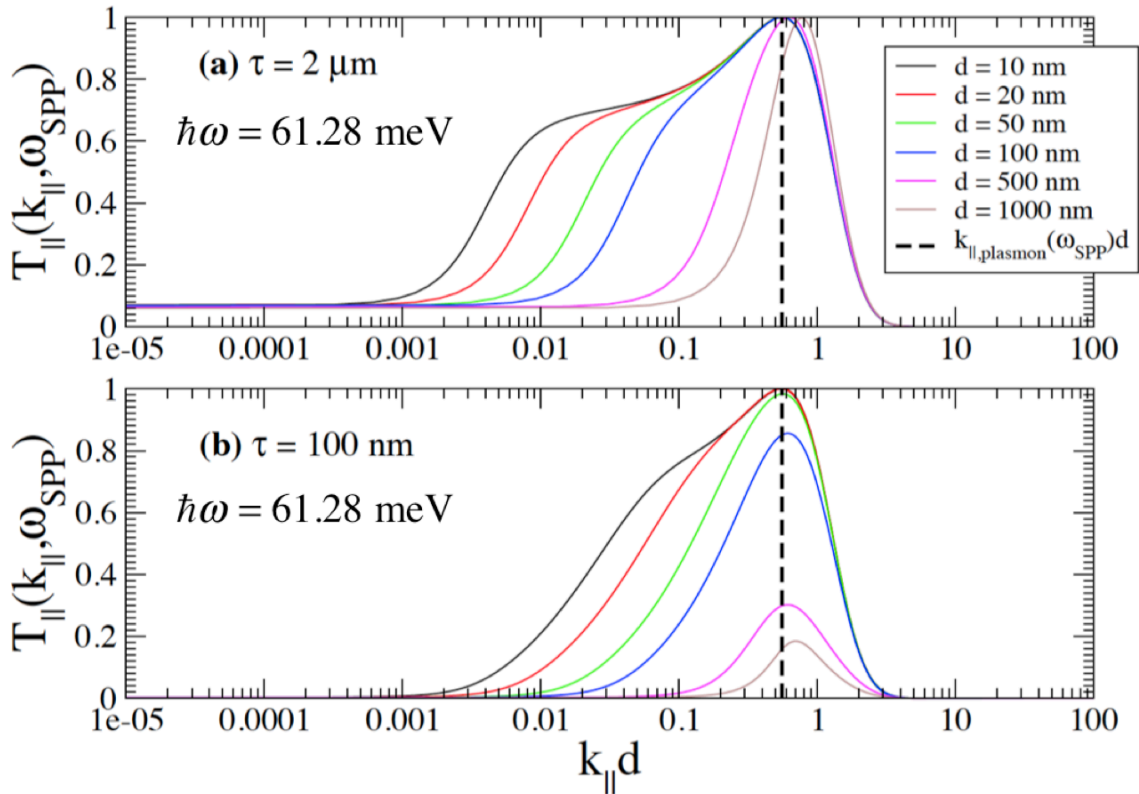 T||(k||,ωSPP)
1
0.8
0.6
0.4
0.2
0
(a) τ = 2 μm
ħω = 61.28 meV
d = 10 nm
d = 20 nm
d = 50 nm
d = 100 nm
d = 500 nm
d = 1000 nm
k||,plasmon(ωSPP)d
1e-05 0.0001 0.001 0.01 0.1 1 10 100
T||(k||,ωSPP)
1
0.8
0.6
0.4
0.2
0
(b) τ = 100 nm
ħω = 61.28 meV
1e-05 0.0001 0.001 0.01 0.1 1 10 100
k||d